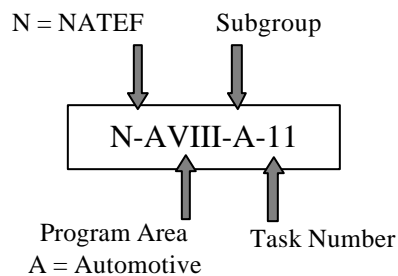 N = NATEF
Subgroup
N-AVIII-A-11
Program Area
A = Automotive
Task Number